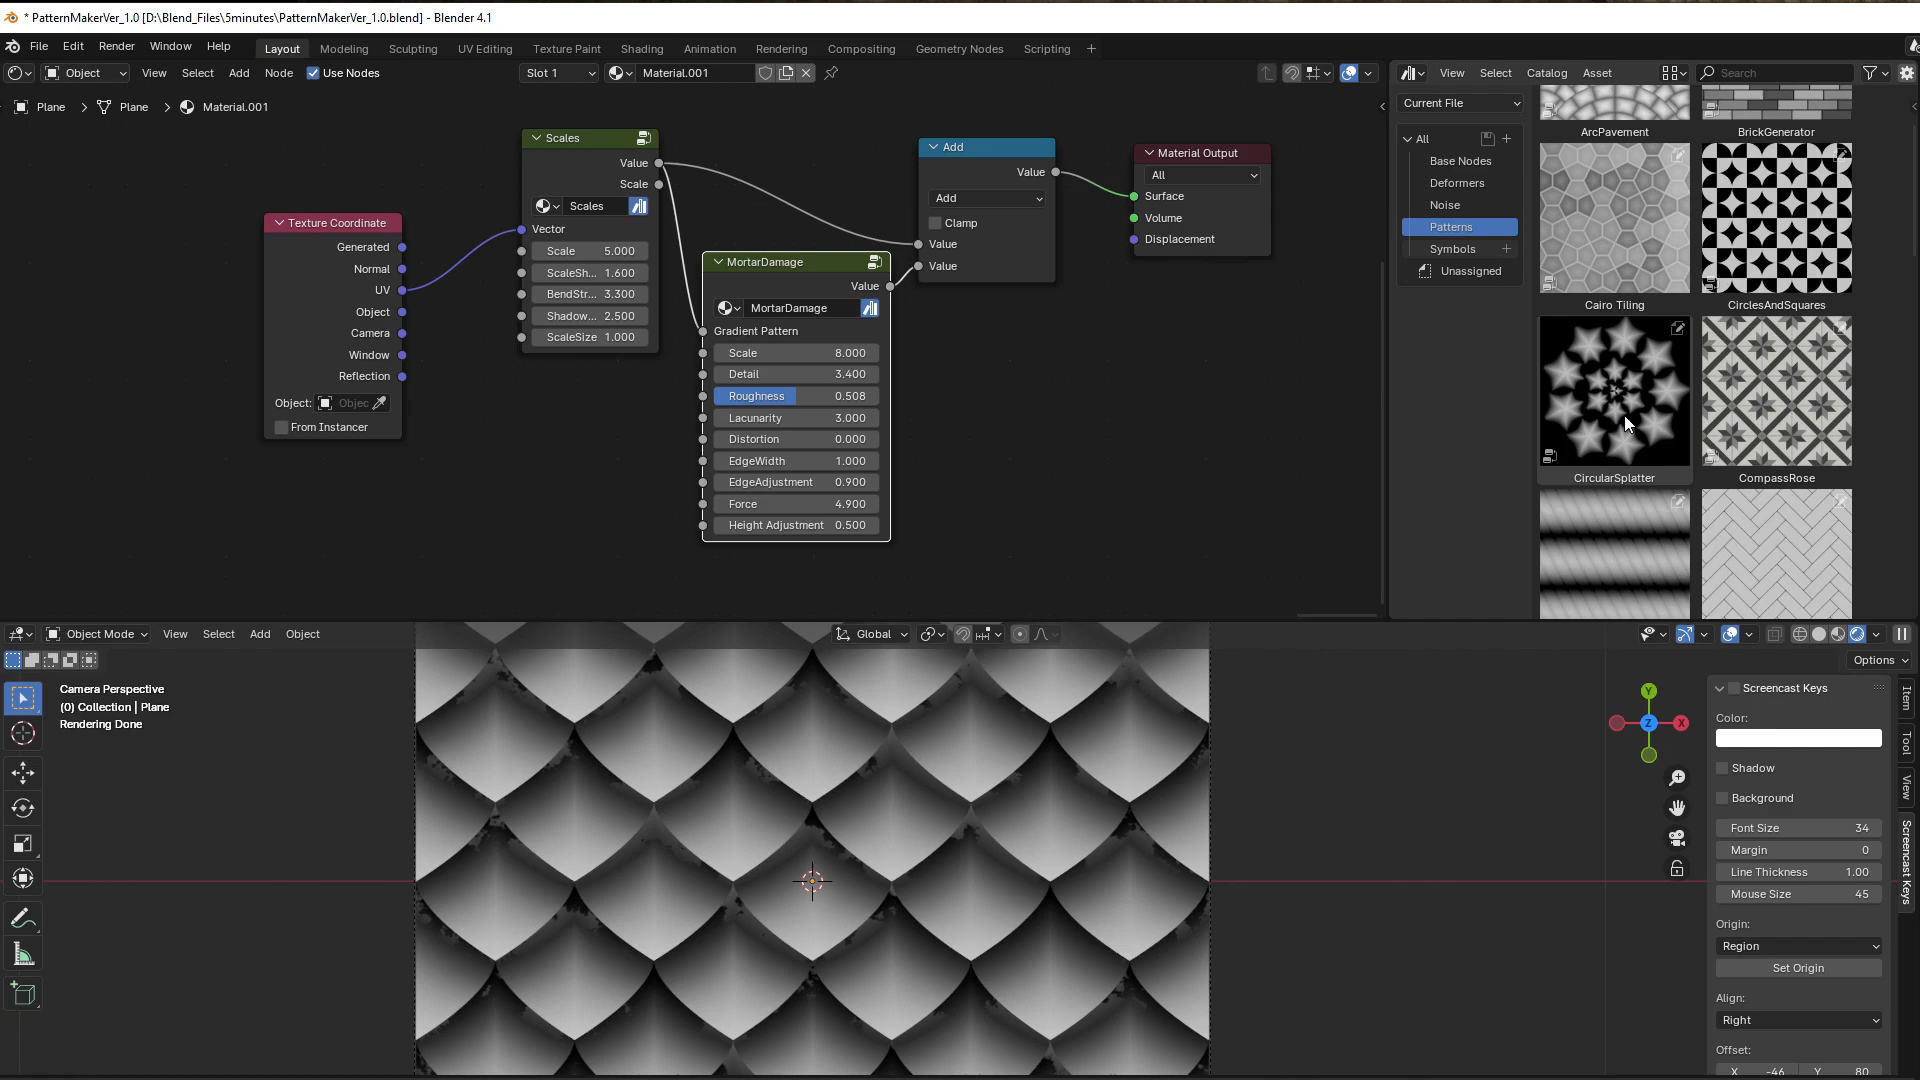 * PatternMakerVer_1.0 [D:\Blend_Files\5minutes\PatternMakerVer_1.0.blend] - Blender 4.1
File Edit Render Window Help Layout Modeling Sculpting UV Editing Texture Paint Shading Animation Rendering Compositing Geometry Nodes Scripting +
Object View Select Add Node Use Nodes Slot 1 Material.001
View Select Catalog Asset Search
Plane > Plane > Material.001
Current File
All
Base Nodes
Deformers
Noise
Patterns
Symbols
Unassigned
ArcPavement BrickGenerator
Cairo Tiling CirclesAndSquares
CircularSplatter CompassRose
Texture Coordinate
Generated
Normal
UV
Object
Camera
Window
Reflection
Object: Objec
From Instancer
Scales
Value
Scale
Scales
Vector
Scale 5.000
ScaleSh... 1.600
BendStr... 3.300
Shadow... 2.500
ScaleSize 1.000
MortarDamage
Value
MortarDamage
Gradient Pattern
Scale 8.000
Detail 3.400
Roughness 0.508
Lacunarity 3.000
Distortion 0.000
EdgeWidth 1.000
EdgeAdjustment 0.900
Force 4.900
Height Adjustment 0.500
Add
Value
Add
Clamp
Value
Value
Material Output
All
Surface
Volume
Displacement
Object Mode View Select Add Object Global
Options
Camera Perspective
(0) Collection | Plane
Rendering Done
Y
X
Z
Screencast Keys
Color:
Shadow
Background
Font Size 34
Margin 0
Line Thickness 1.00
Mouse Size 45
Origin:
Region
Set Origin
Align:
Right
Offset:
X -46 Y 80
Item
Tool
View
Screencast Keys